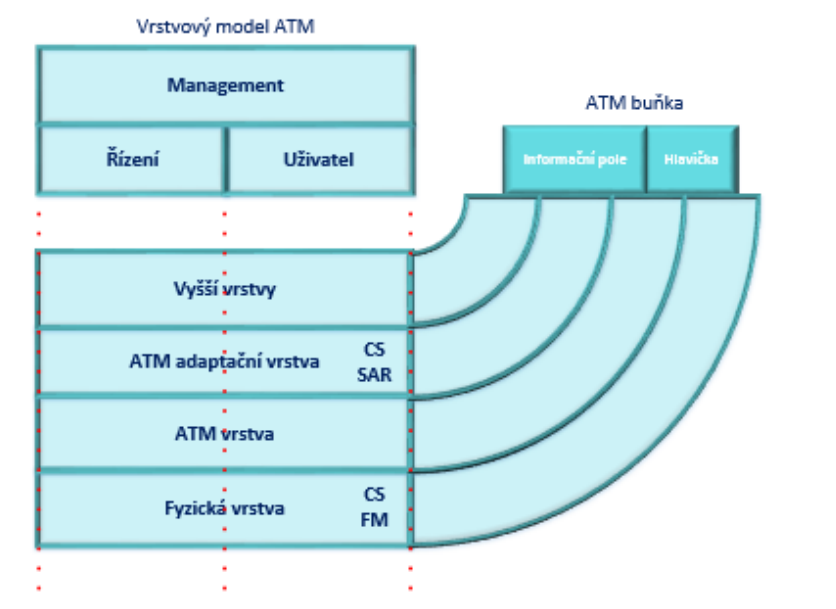 Vrstvový model ATM
Management
Řízení
Uživatel
ATM buňka
Informační pole
Hlavička
Vyšší vrstvy
ATM adaptační vrstva
CS
SAR
ATM vrstva
Fyzická vrstva
CS
FM